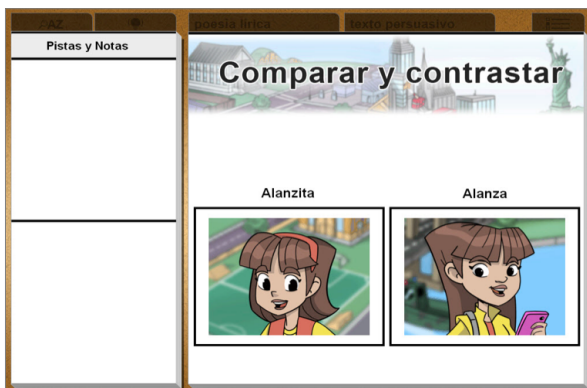 AZ
poesía lírica
texto persuasivo
Pistas y Notas
Comparar y contrastar
Alanzita
Alanza